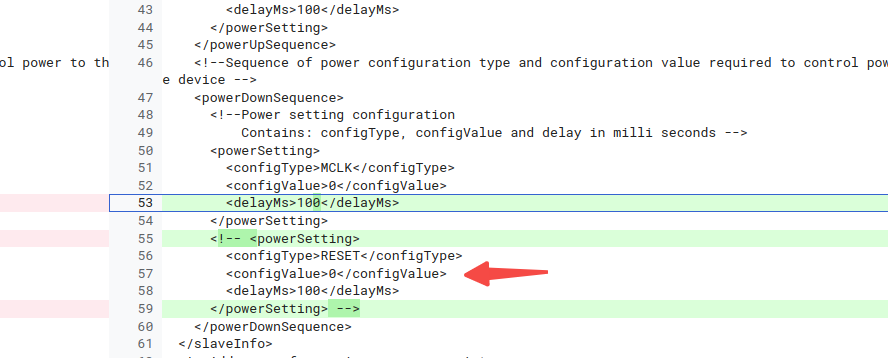 43 <delayMs>100</delayMs>
44 </powerSetting>
45 </powerUpSequence>
ol power to th 46 <!--Sequence of power configuration type and configuration value required to control pow
e device -->
47 <powerDownSequence>
48 <!--Power setting configuration
49 Contains: configType, configValue and delay in milli seconds -->
50 <powerSetting>
51 <configType>MCLK</configType>
52 <configValue>0</configValue>
53 <delayMs>100</delayMs>
54 </powerSetting>
55 <!-- <powerSetting>
56 <configType>RESET</configType>
57 <configValue>0</configValue>
58 <delayMs>100</delayMs>
59 </powerSetting> -->
60 </powerDownSequence>
61 </slaveInfo>